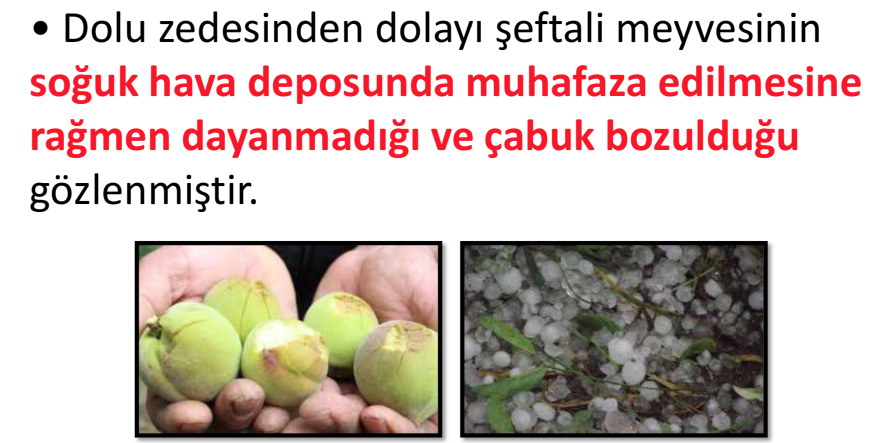 • Dolu zedesinden dolayı şeftali meyvesinin
soğuk hava deposunda muhafaza edilmesine
rağmen dayanmadığı ve çabuk bozulduğu
gözlenmiştir.